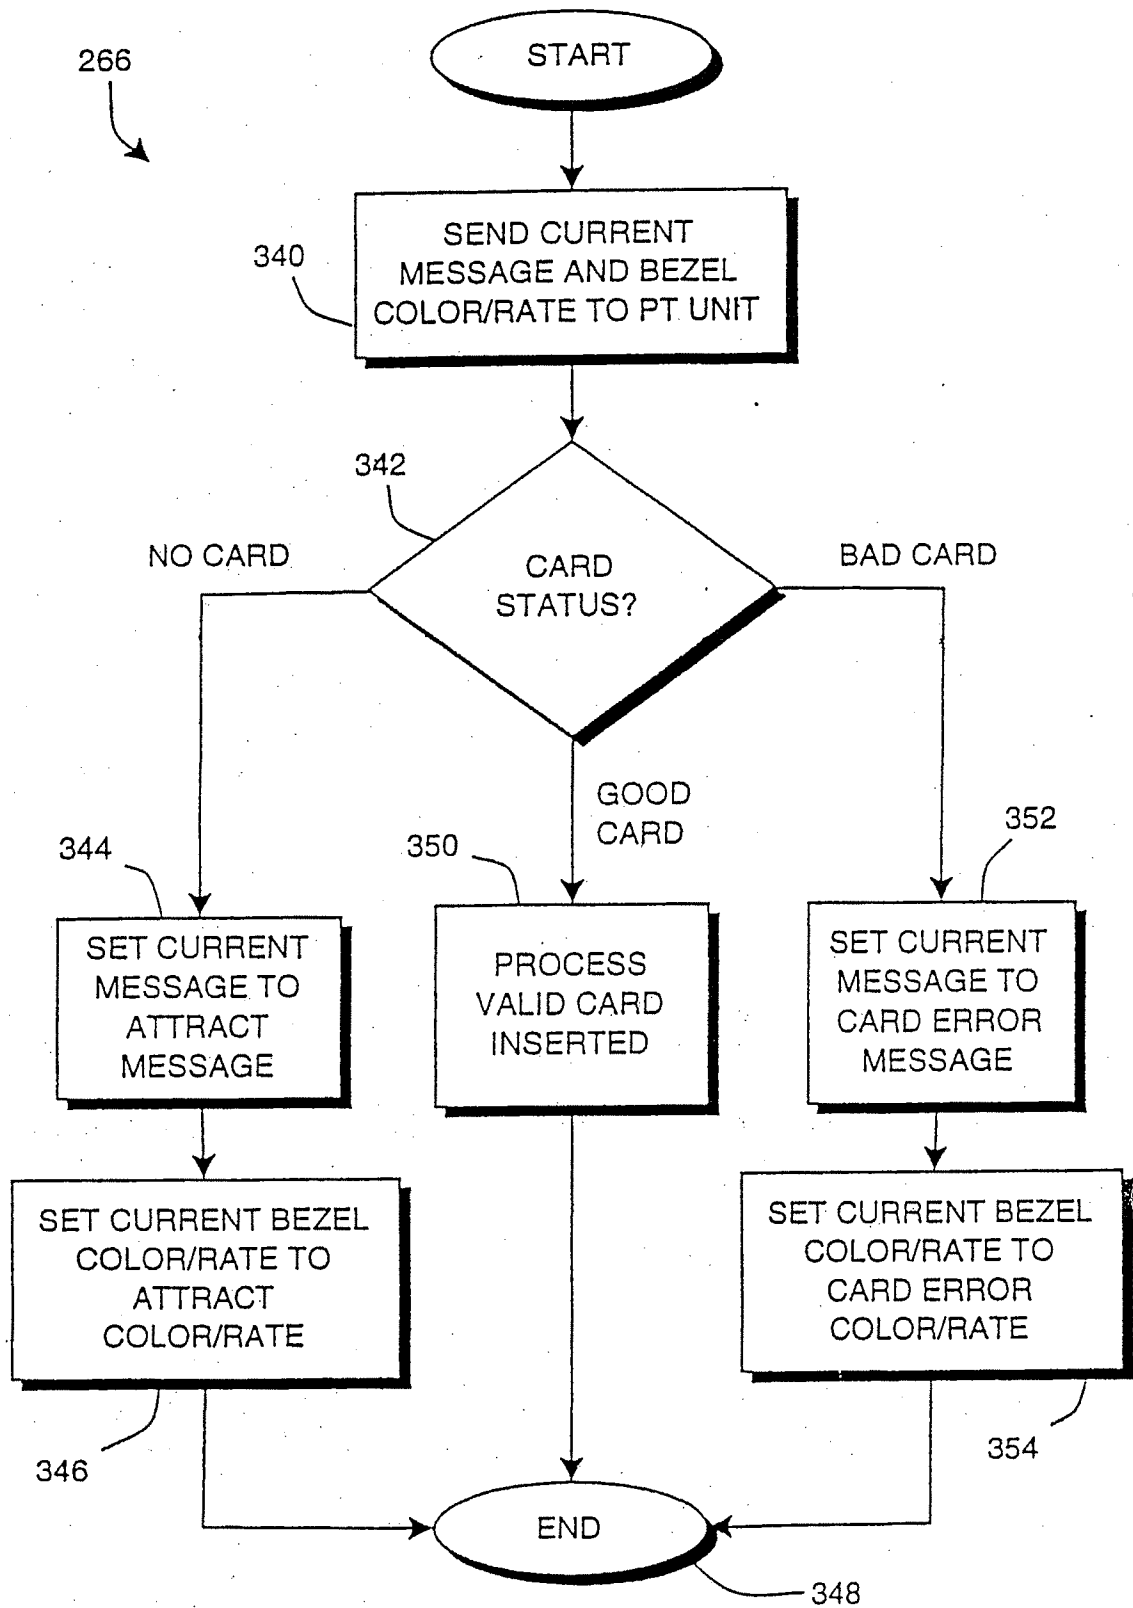 START
266
SEND CURRENT
MESSAGE AND BEZEL
COLOR/RATE TO PT UNIT
340
342
CARD
STATUS?
NO CARD
BAD CARD
GOOD
CARD
344
350
352
SET CURRENT
MESSAGE TO
ATTRACT
MESSAGE
PROCESS
VALID CARD
INSERTED
SET CURRENT
MESSAGE TO
CARD ERROR
MESSAGE
SET CURRENT BEZEL
COLOR/RATE TO
ATTRACT
COLOR/RATE
SET CURRENT BEZEL
COLOR/RATE TO
CARD ERROR
COLOR/RATE
346
354
END
348